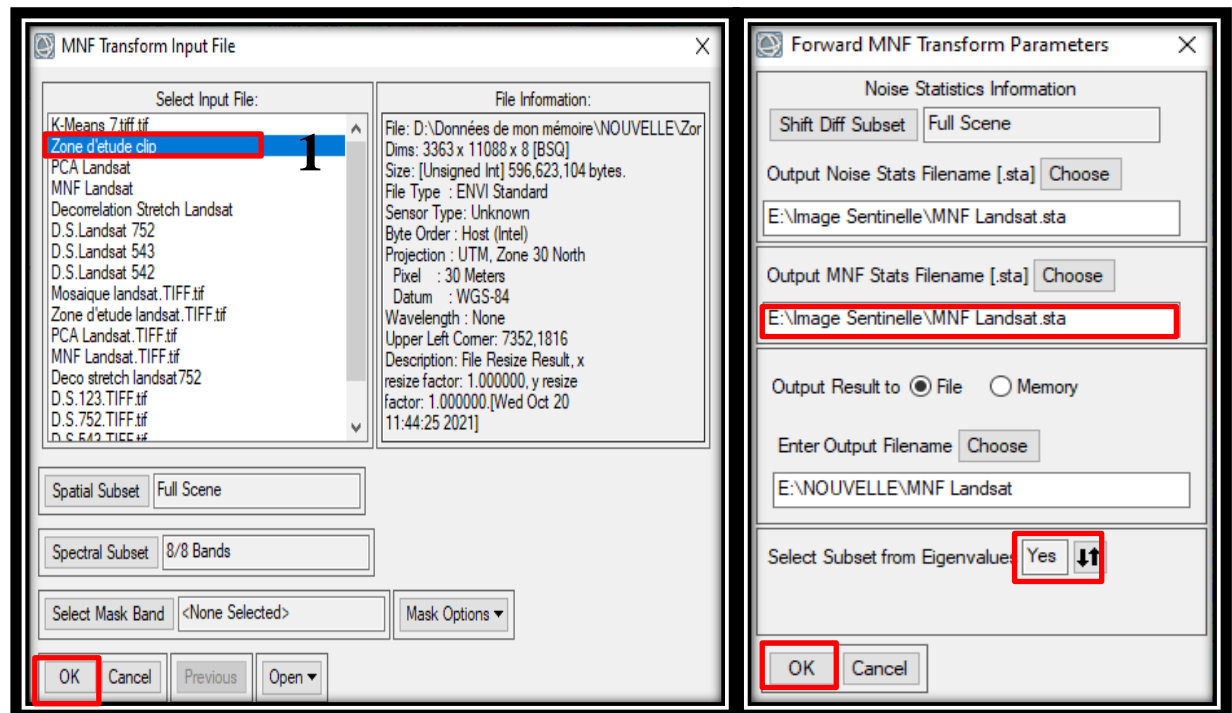 MNF Transform Input File
Select Input File:
K-Means 7.tiff.tif
Zone d'etude clip
1
PCA Landsat
MNF Landsat
Decorrelation Stretch Landsat
D.S.Landsat 752
D.S.Landsat 543
D.S.Landsat 542
Mosaique landsat.TIFF.tif
Zone d'etude landsat.TIFF.tif
PCA Landsat.TIFF.tif
MNF Landsat.TIFF.tif
Deco stretch landsat752
D.S.123.TIFF.tif
D.S.752.TIFF.tif
D.S.543.TIFF.tif
File Information:
File: D:\Données de mon mémoire\NOUVELLE\Zor
Dims: 3363 x 11088 x 8 [BSQ]
Size: [Unsigned Int] 596,623,104 bytes.
File Type : ENVI Standard
Sensor Type: Unknown
Byte Order : Host (Intel)
Projection : UTM, Zone 30 North
Pixel : 30 Meters
Datum : WGS-84
Wavelength : None
Upper Left Corner: 7352,1816
Description: File Resize Result, x
resize factor: 1.000000, y resize
factor: 1.000000.[Wed Oct 20
11:44:25 2021]
Spatial Subset Full Scene
Spectral Subset 8/8 Bands
Select Mask Band <None Selected> Mask Options
OK Cancel Previous Open
Forward MNF Transform Parameters
Noise Statistics Information
Shift Diff Subset Full Scene
Output Noise Stats Filename [.sta] Choose
E:\Image Sentinelle\MNF Landsat.sta
Output MNF Stats Filename [.sta] Choose
E:\Image Sentinelle\MNF Landsat.sta
Output Result to File Memory
Enter Output Filename Choose
E:\NOUVELLE\MNF Landsat
Select Subset from Eigenvalues Yes
OK Cancel